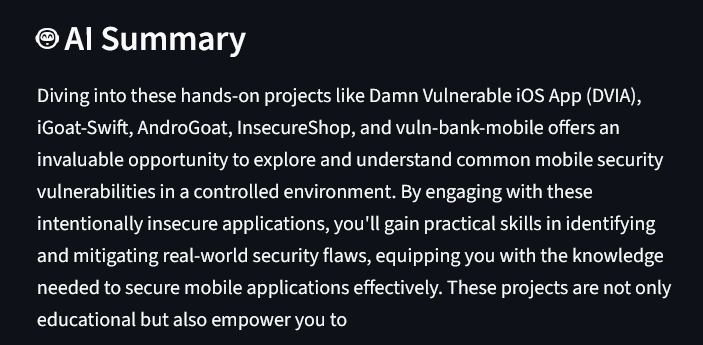 AI Summary
Diving into these hands-on projects like Damn Vulnerable iOS App (DVIA),
iGoat-Swift, AndroGoat, InsecureShop, and vuln-bank-mobile offers an
invaluable opportunity to explore and understand common mobile security
vulnerabilities in a controlled environment. By engaging with these
intentionally insecure applications, you'll gain practical skills in identifying
and mitigating real-world security flaws, equipping you with the knowledge
needed to secure mobile applications effectively. These projects are not only
educational but also empower you to